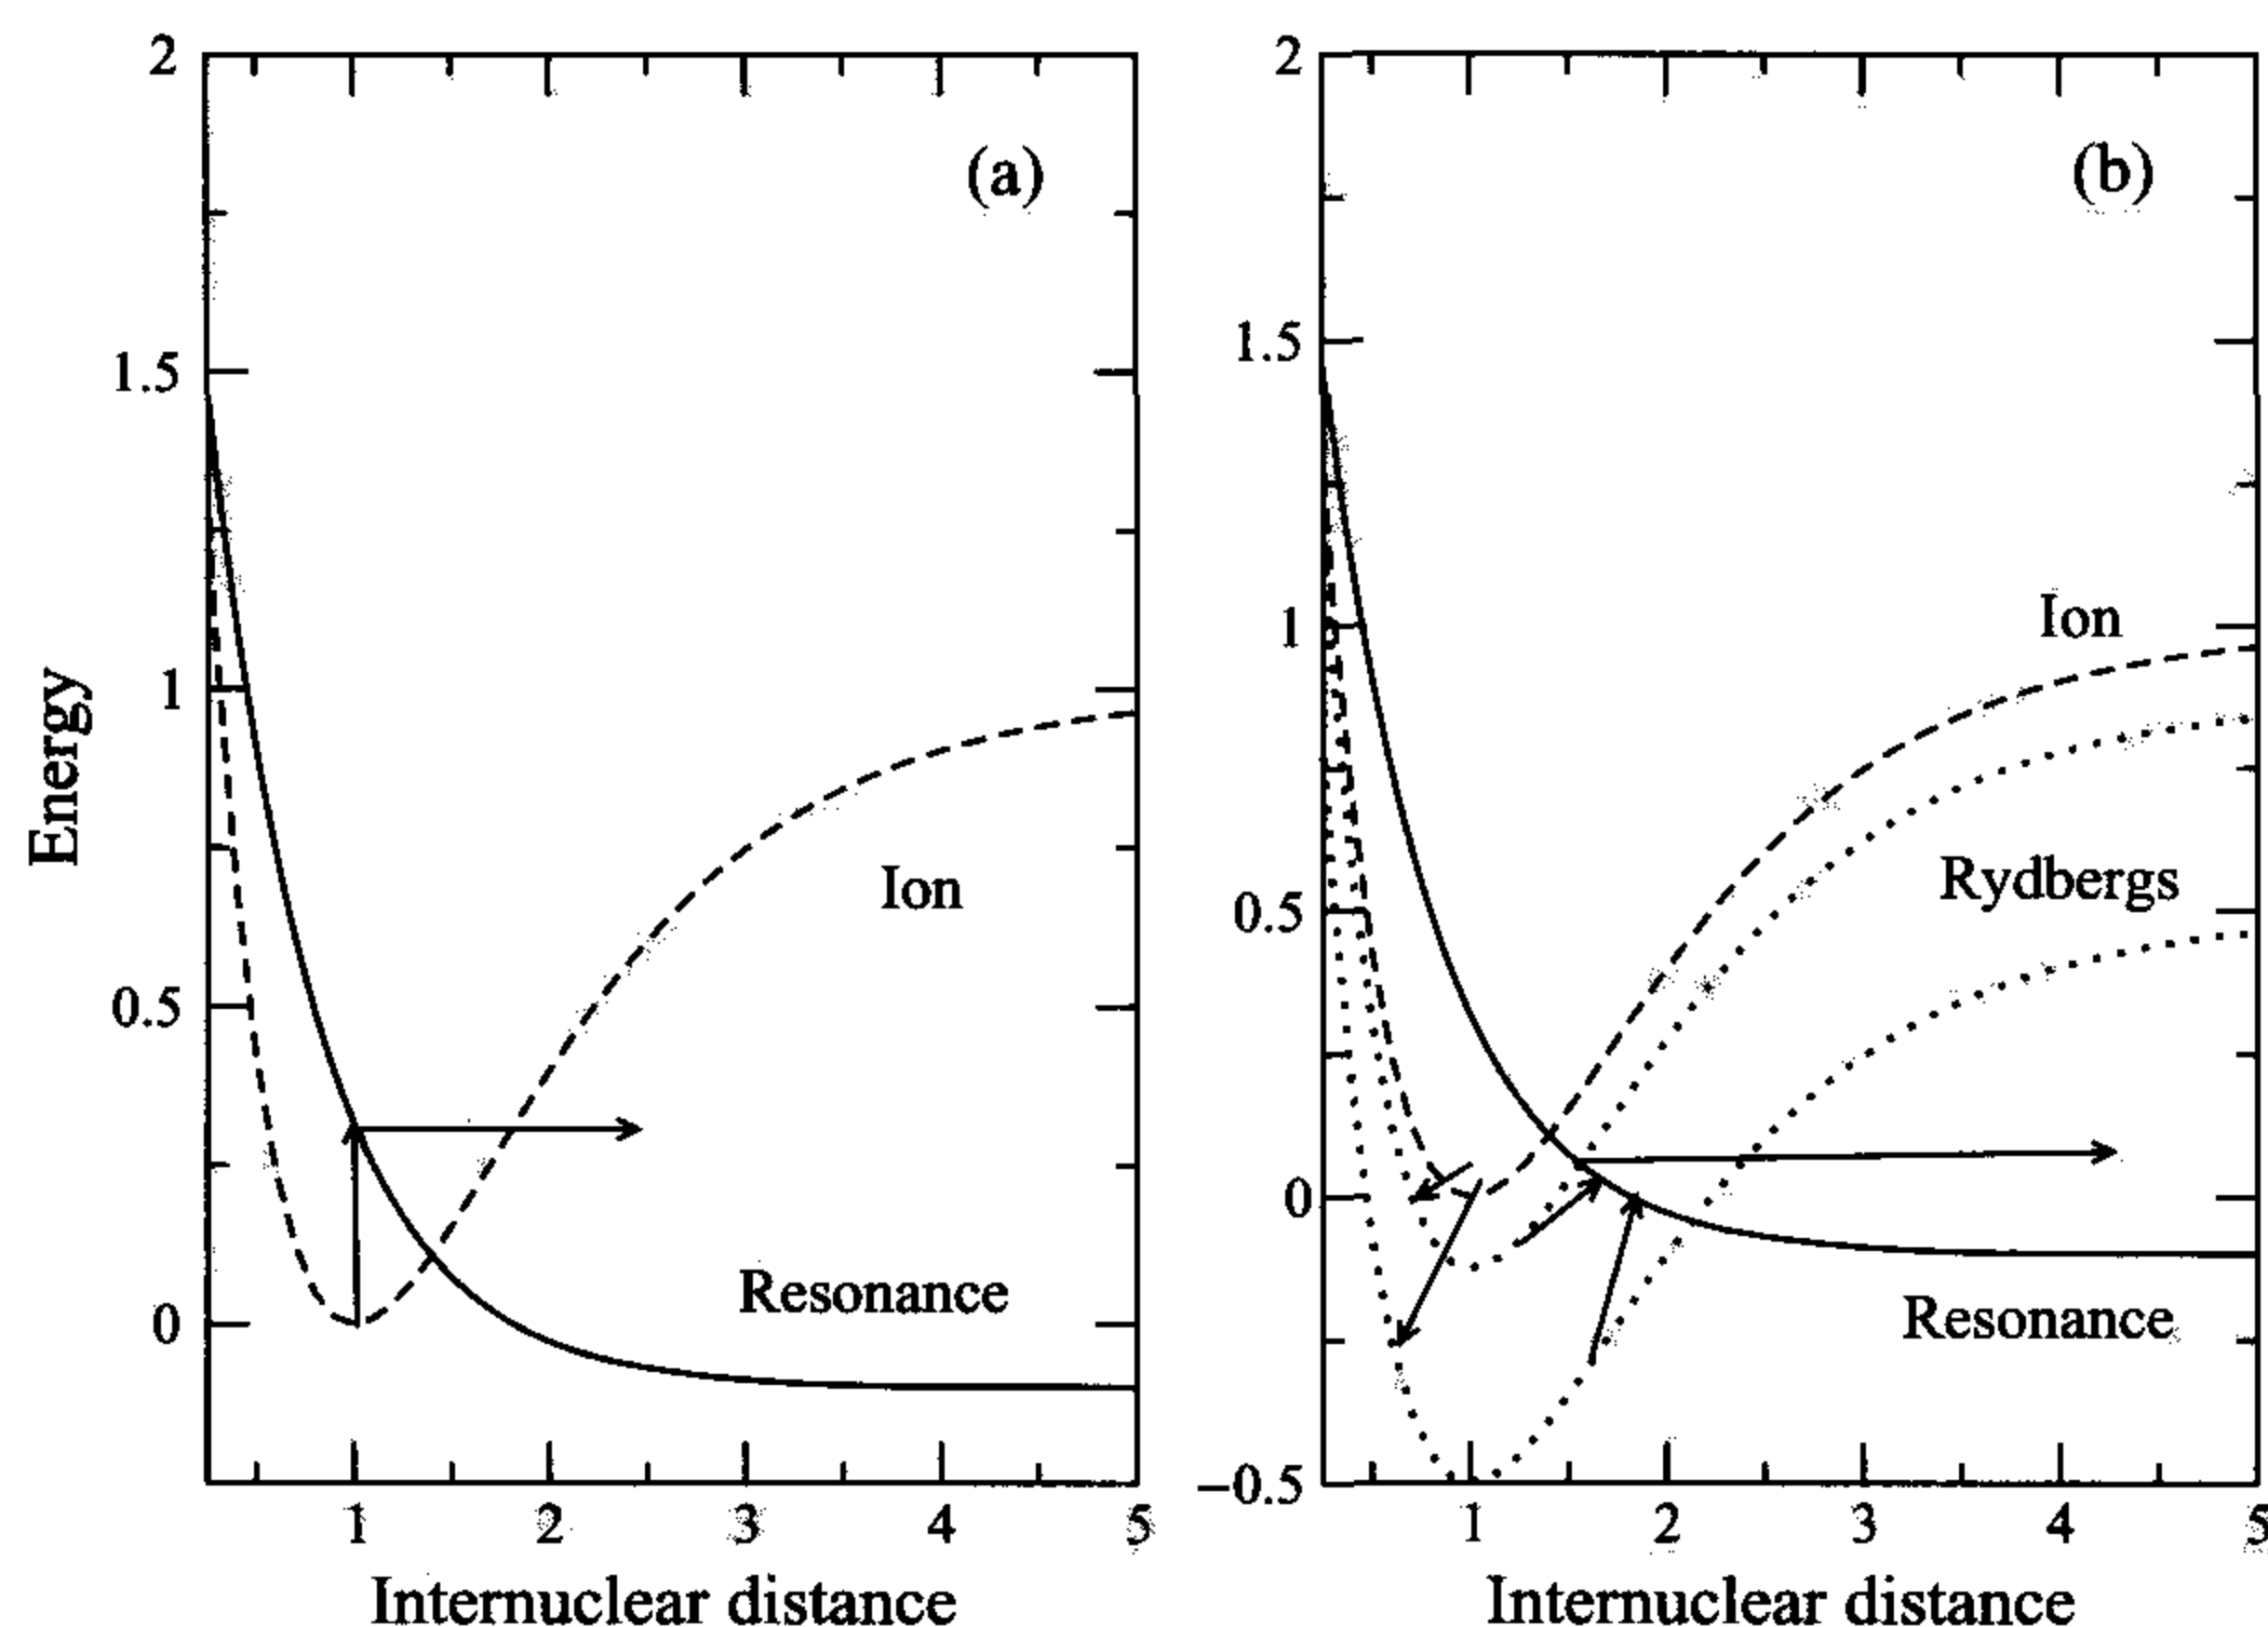 2
(a)
1.5
1
Energy
Ion
0.5
Resonance
0
1 2 3 4 5
Internuclear distance
2
(b)
1.5
1
Ion
Rydbergs
0.5
0
Resonance
−0.5
1 2 3 4 5
Internuclear distance